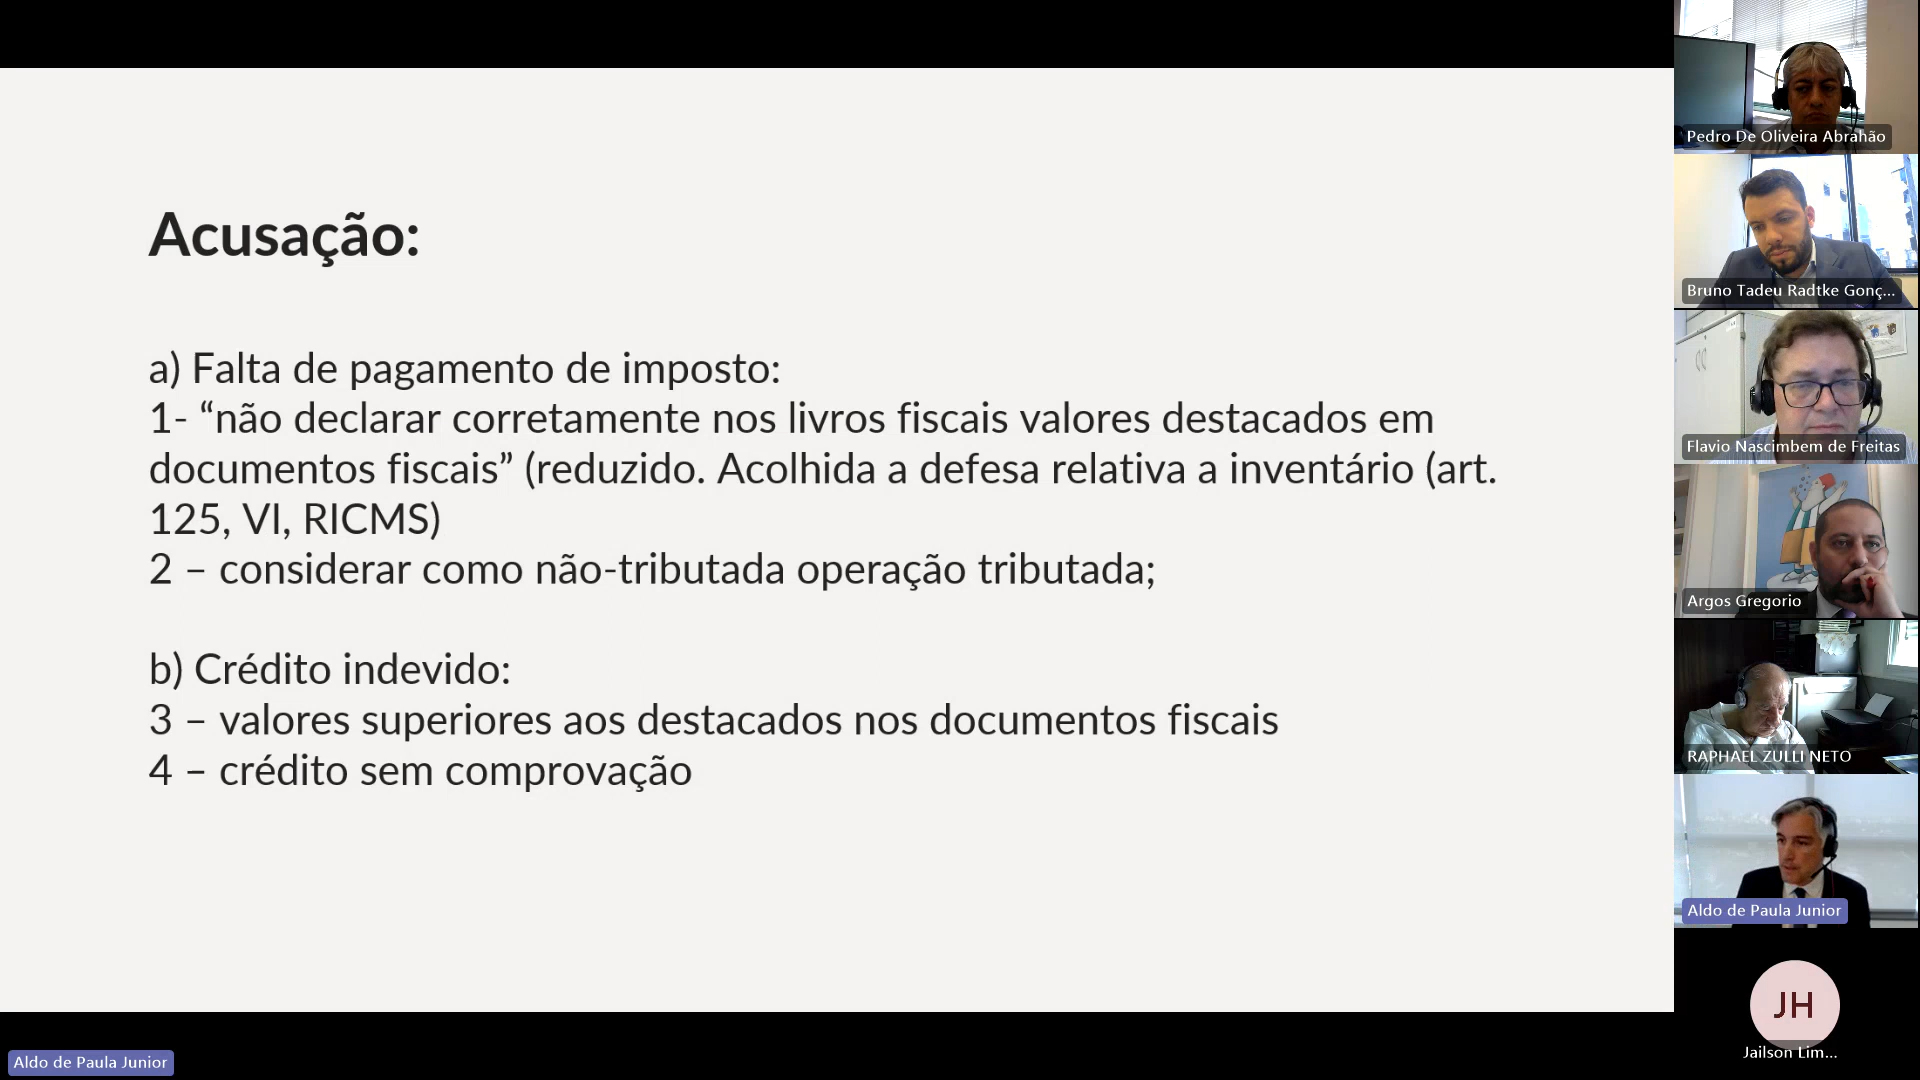 Acusação:
a) Falta de pagamento de imposto:
1- “não declarar corretamente nos livros fiscais valores destacados em
documentos fiscais” (reduzido. Acolhida a defesa relativa a inventário (art.
125, VI, RICMS)
2 – considerar como não-tributada operação tributada;
b) Crédito indevido:
3 – valores superiores aos destacados nos documentos fiscais
4 – crédito sem comprovação
Pedro De Oliveira Abrahão
Bruno Tadeu Radtke Gonç...
Flavio Nascimbem de Freitas
Argos Gregorio
RAPHAEL ZULLI NETO
Aldo de Paula Junior
JH
Jailson Lim...
Aldo de Paula Junior